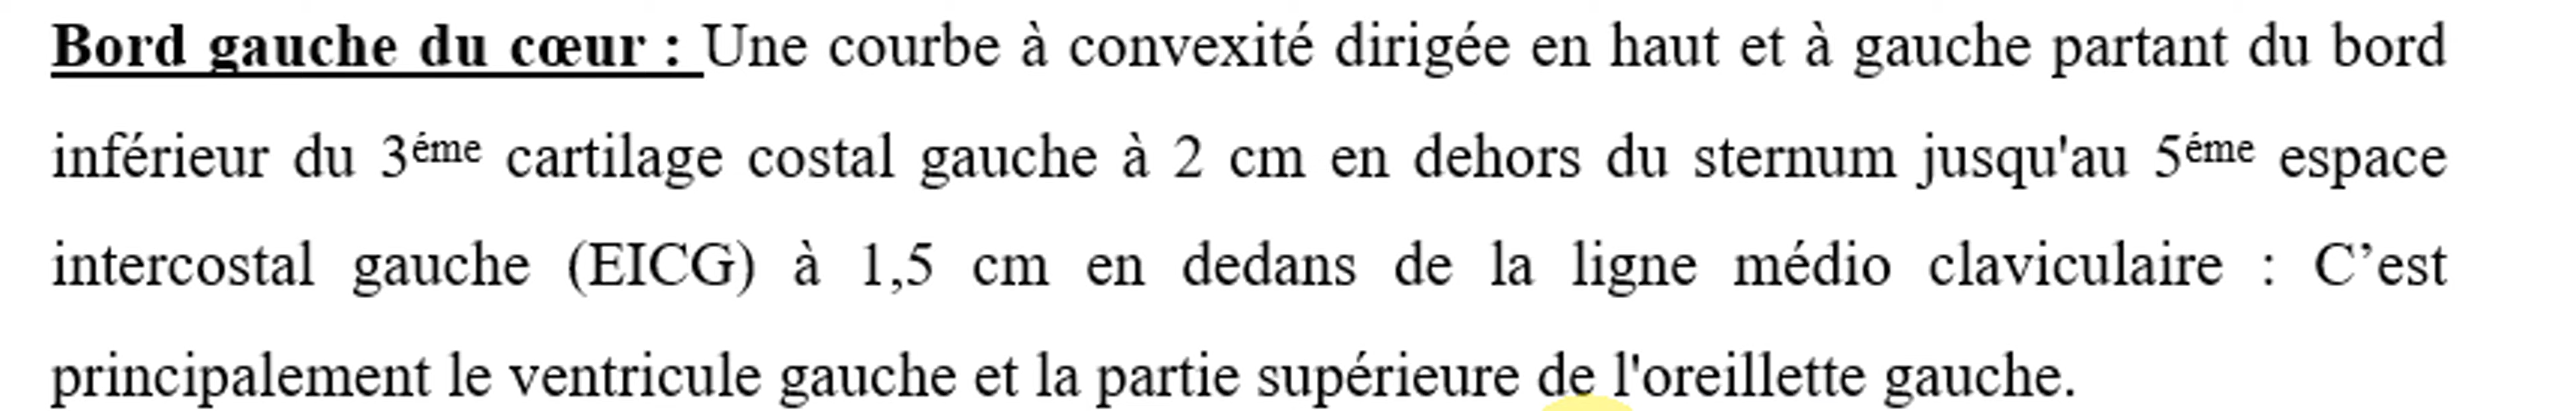 Bord gauche du cœur : Une courbe à convexité dirigée en haut et à gauche partant du bord
inférieur du 3éme cartilage costal gauche à 2 cm en dehors du sternum jusqu'au 5éme espace
intercostal gauche (EICG) à 1,5 cm en dedans de la ligne médio claviculaire : C’est
principalement le ventricule gauche et la partie supérieure de l'oreillette gauche.